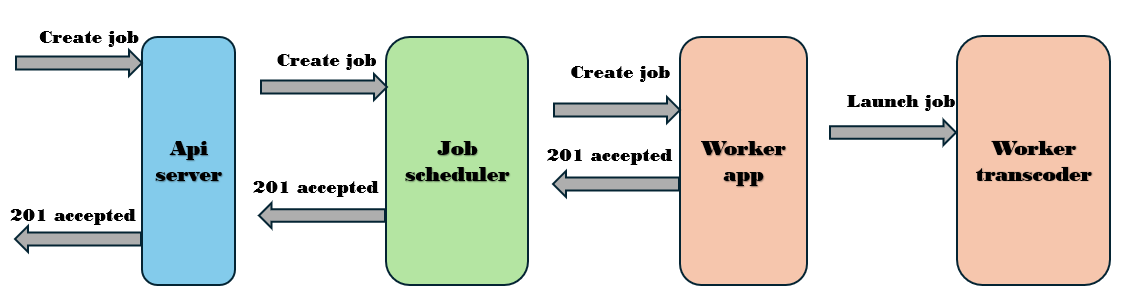 Create job
Create job
Create job
Launch job
Api
server
Job
scheduler
Worker
app
Worker
transcoder
201 accepted
201 accepted
201 accepted